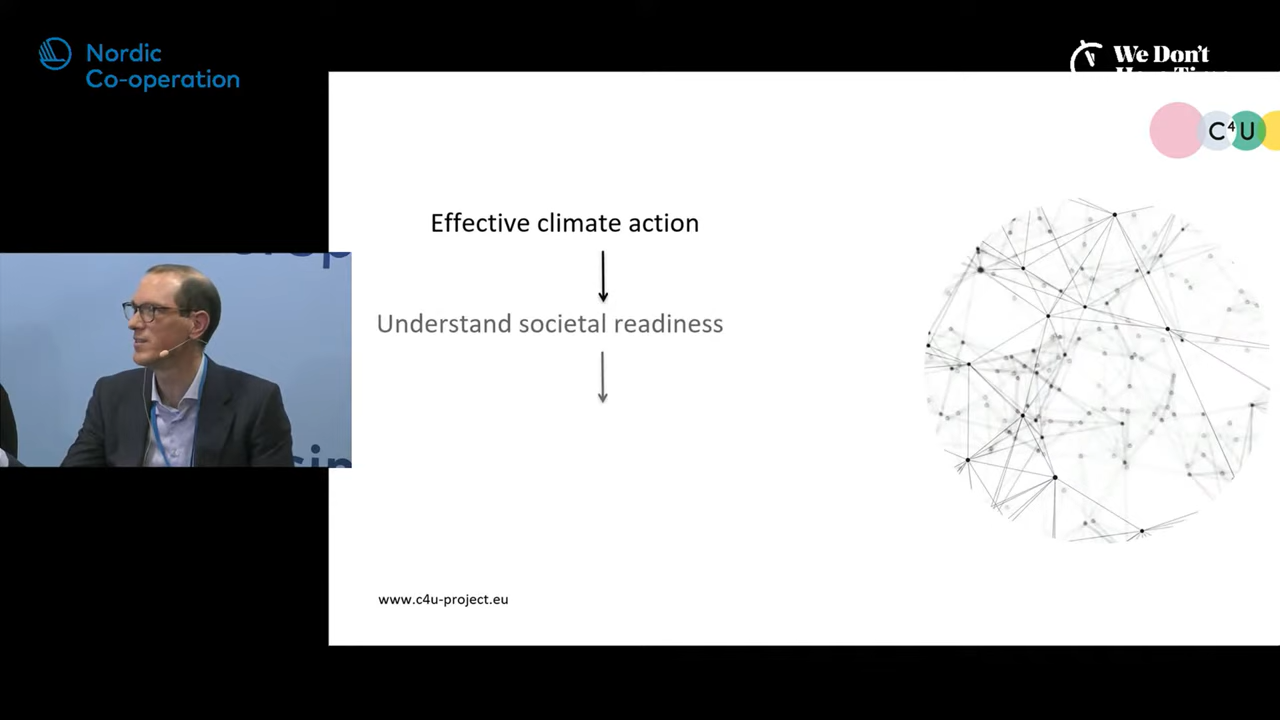 Nordic
Co-operation
We Don't
C⁴U
Effective climate action
Understand societal readiness
www.c4u-project.eu